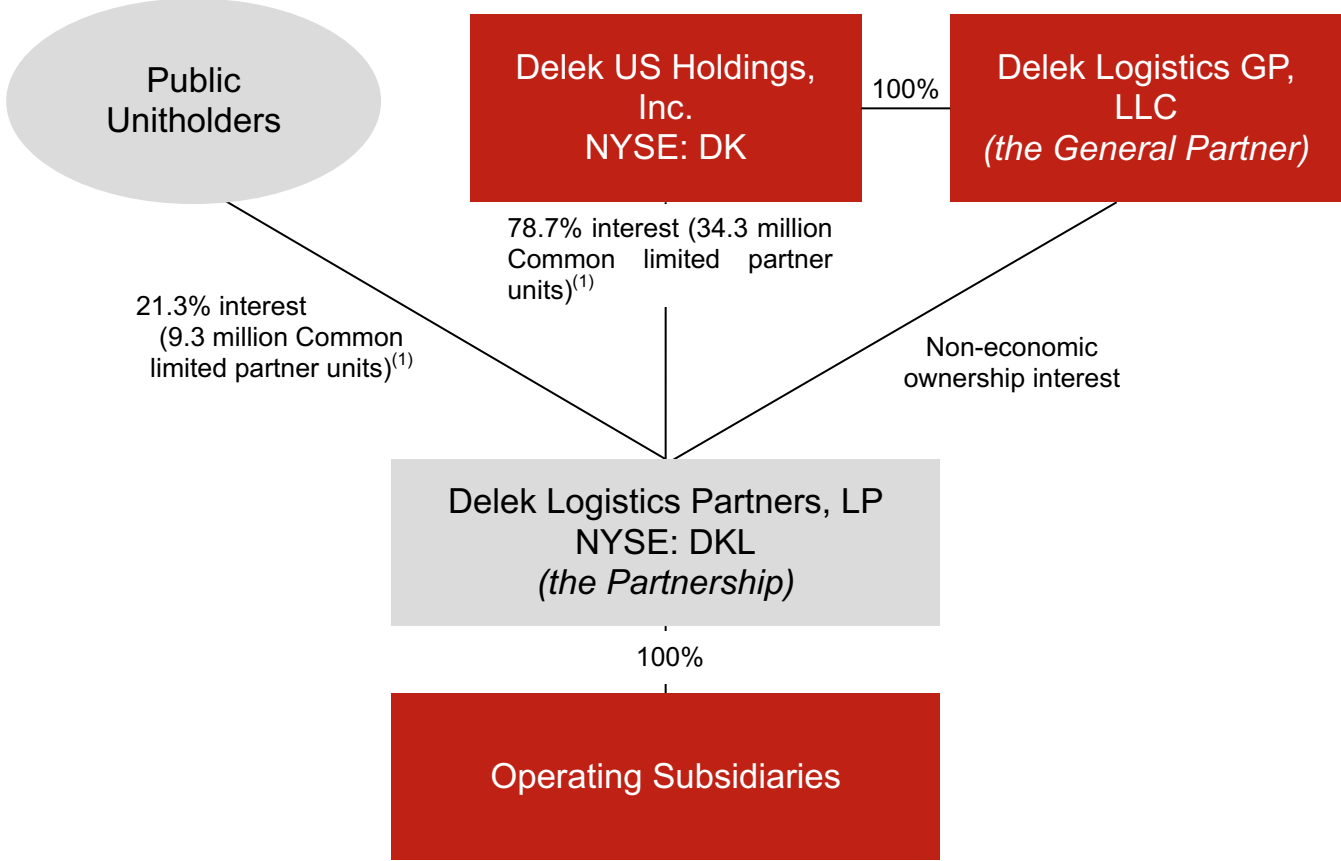 Public
Unitholders
Delek US Holdings,
Inc.
NYSE: DK
100%
Delek Logistics GP,
LLC
(the General Partner)
78.7% interest (34.3 million
Common limited partner
units)(1)
21.3% interest
(9.3 million Common
limited partner units)(1)
Non-economic
ownership interest
Delek Logistics Partners, LP
NYSE: DKL
(the Partnership)
100%
Operating Subsidiaries